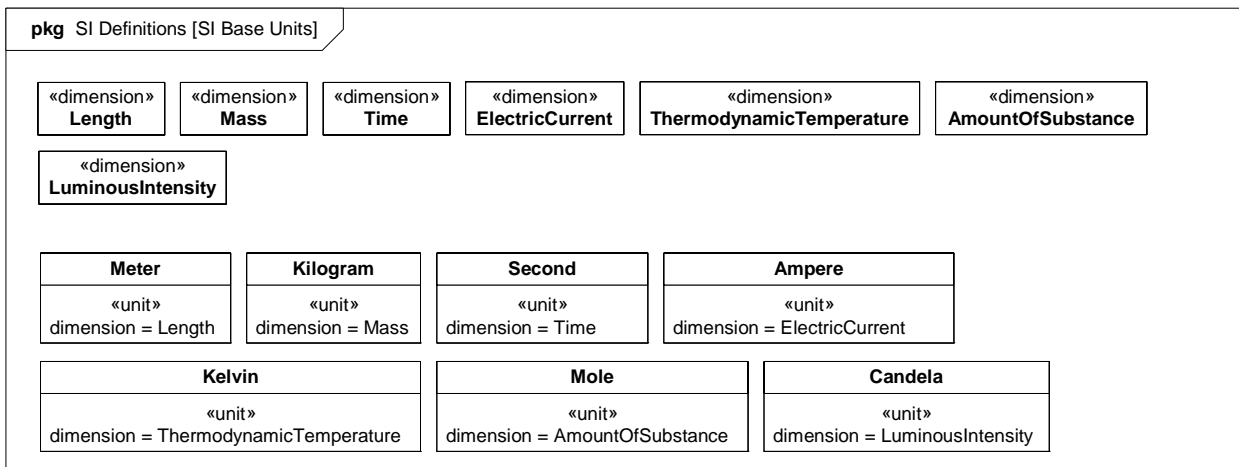 pkg SI Definitions [SI Base Units]
«dimension» «dimension» «dimension» «dimension» «dimension» «dimension»
Length Mass Time ElectricCurrent ThermodynamicTemperature AmountOfSubstance
«dimension»
LuminousIntensity
Meter Kilogram Second Ampere
«unit» «unit» «unit» «unit»
dimension = Length dimension = Mass dimension = Time dimension = ElectricCurrent
Kelvin Mole Candela
«unit» «unit» «unit»
dimension = ThermodynamicTemperature dimension = AmountOfSubstance dimension = LuminousIntensity